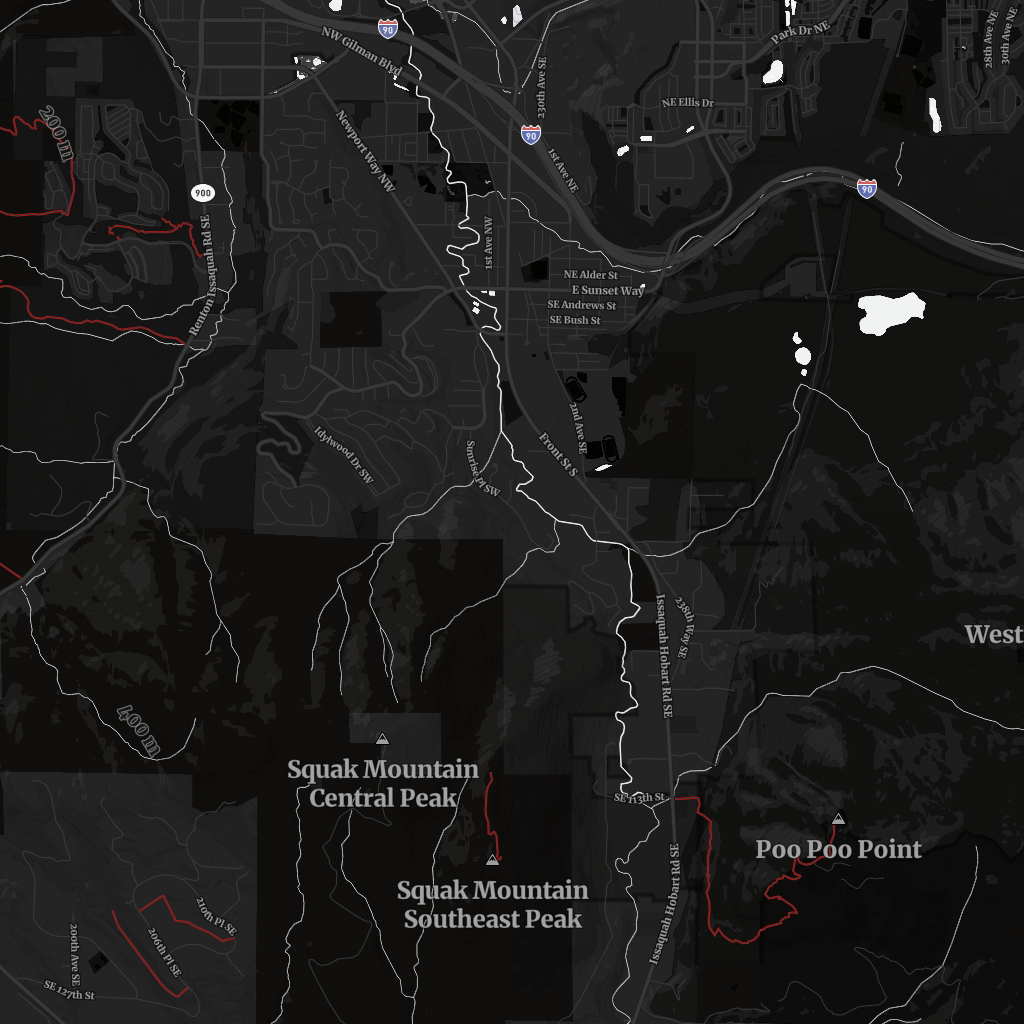 90
NW Gilman Blvd
Park Dr NE
28th Ave NE
30th Ave NE
230th Ave SE
NE Ellis Dr
200 m
Newport Way NW
90
1st Ave NE
900
90
Renton Issaquah Rd SE
1st Ave NW
NE Alder St
E Sunset Way
SE Andrews St
SE Bush St
Idylwood Dr SW
Sunrise Pl SW
Front St S
2nd Ave SE
Issaquah Hobart Rd SE
238th Way SE
West
400 m
Squak Mountain
Central Peak
SE 113th St
Poo Poo Point
Squak Mountain
Southeast Peak
Issaquah Hobart Rd SE
210th Pl SE
206th Pl SE
200th Ave SE
SE 127th St